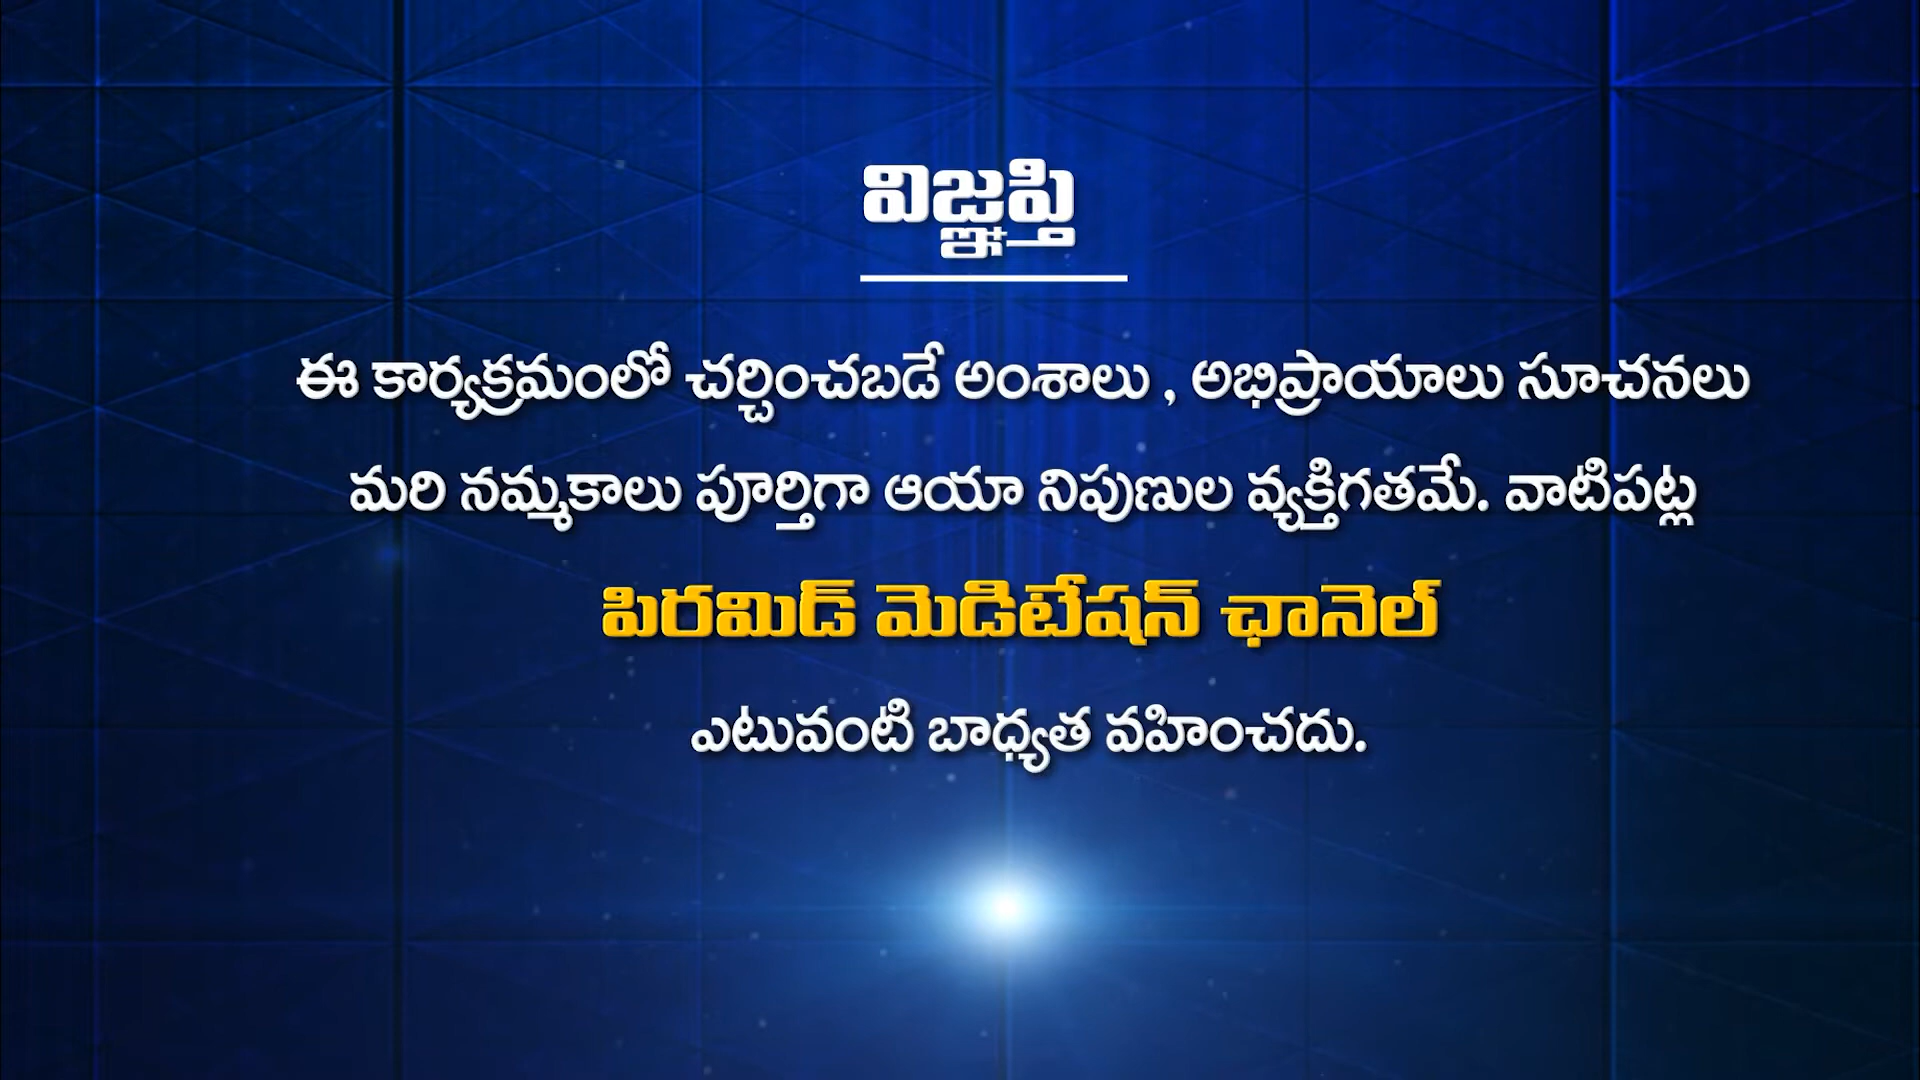 విజ్ఞప్తి
ఈ కార్యక్రమంలో చర్చించబడే అంశాలు , అభిప్రాయాలు సూచనలు
మరి నమ్మకాలు పూర్తిగా ఆయా నిపుణుల వ్యక్తిగతమే. వాటిపట్ల
పిరమిడ్ మెడిటేషన్ ఛానెల్
ఎటువంటి బాధ్యత వహించదు.